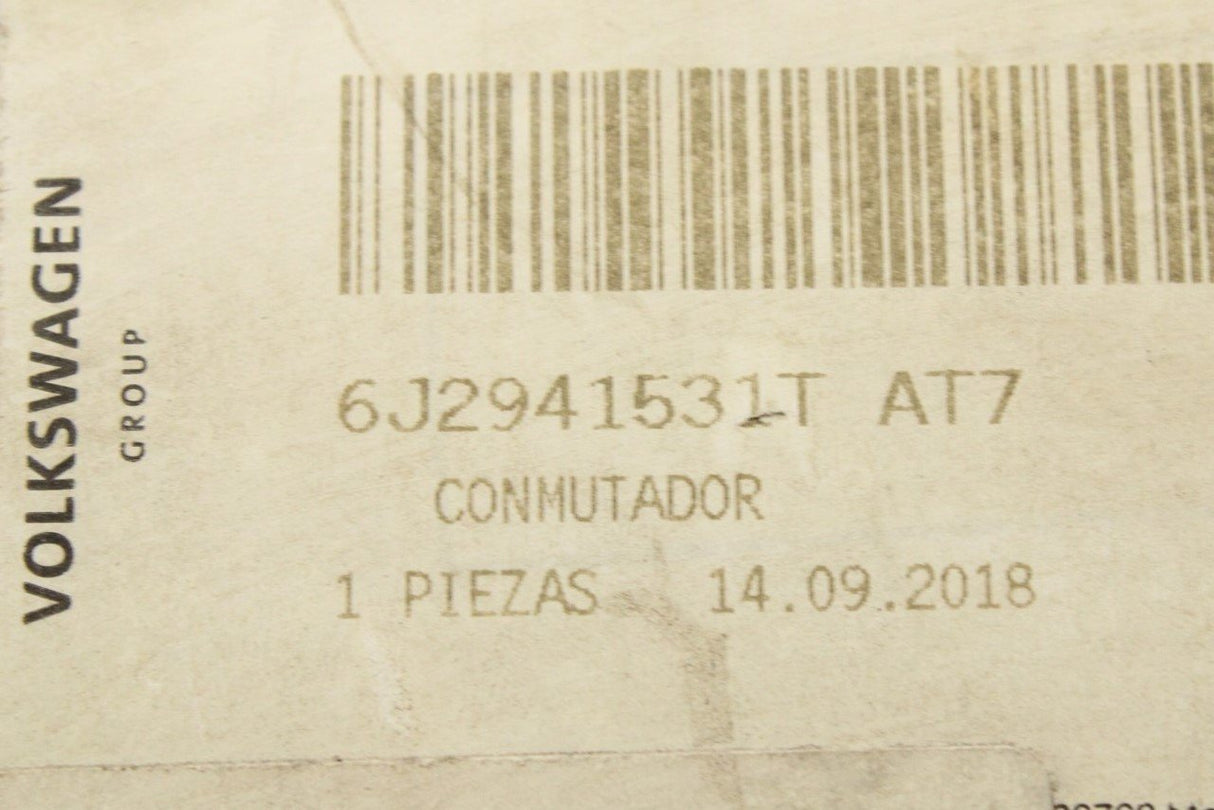 VOLKSWAGEN
GROUP
6J2941531T AT7
CONMUTADOR
1 PIEZAS 14.09.2018